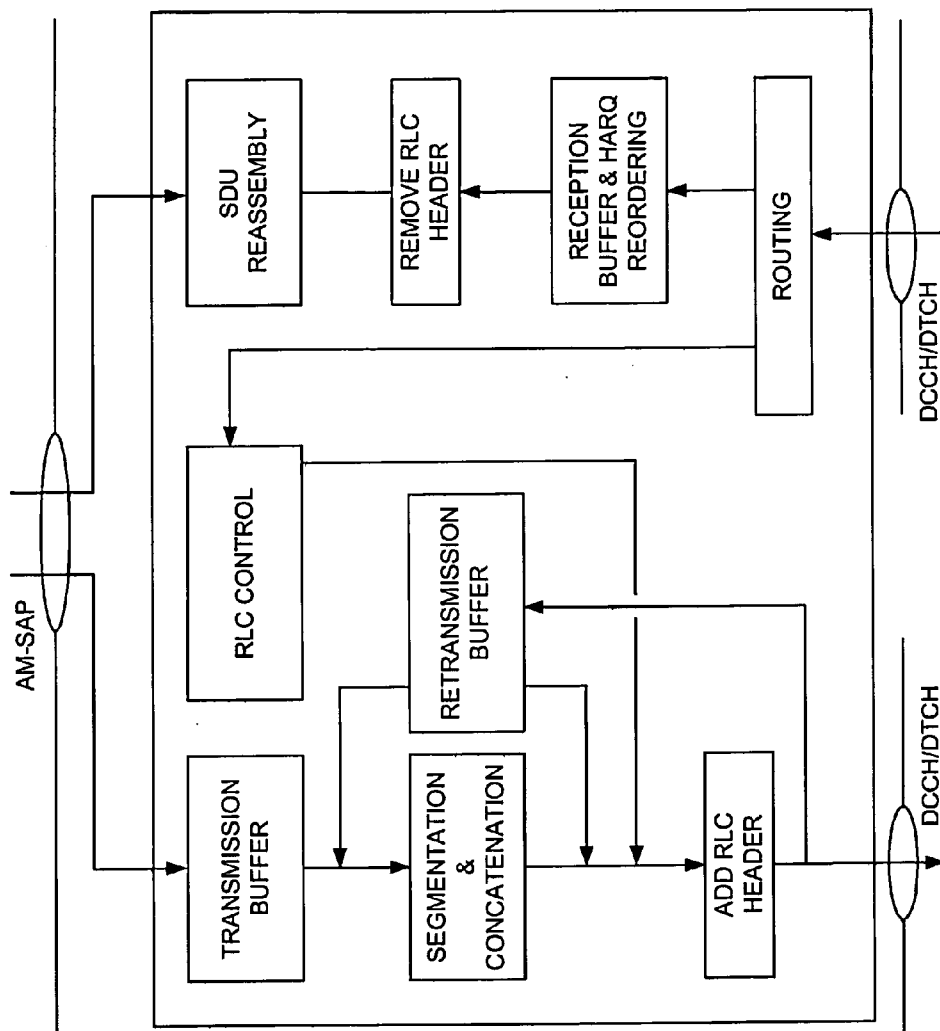 AM-SAP
TRANSMISSION
BUFFER
SEGMENTATION
&
CONCATENATION
ADD RLC
HEADER
DCCH/DTCH
RLC CONTROL
RETRANSMISSION
BUFFER
SDU
REASSEMBLY
REMOVE RLC
HEADER
RECEPTION
BUFFER & HARQ
REORDERING
ROUTING
DCCH/DTCH